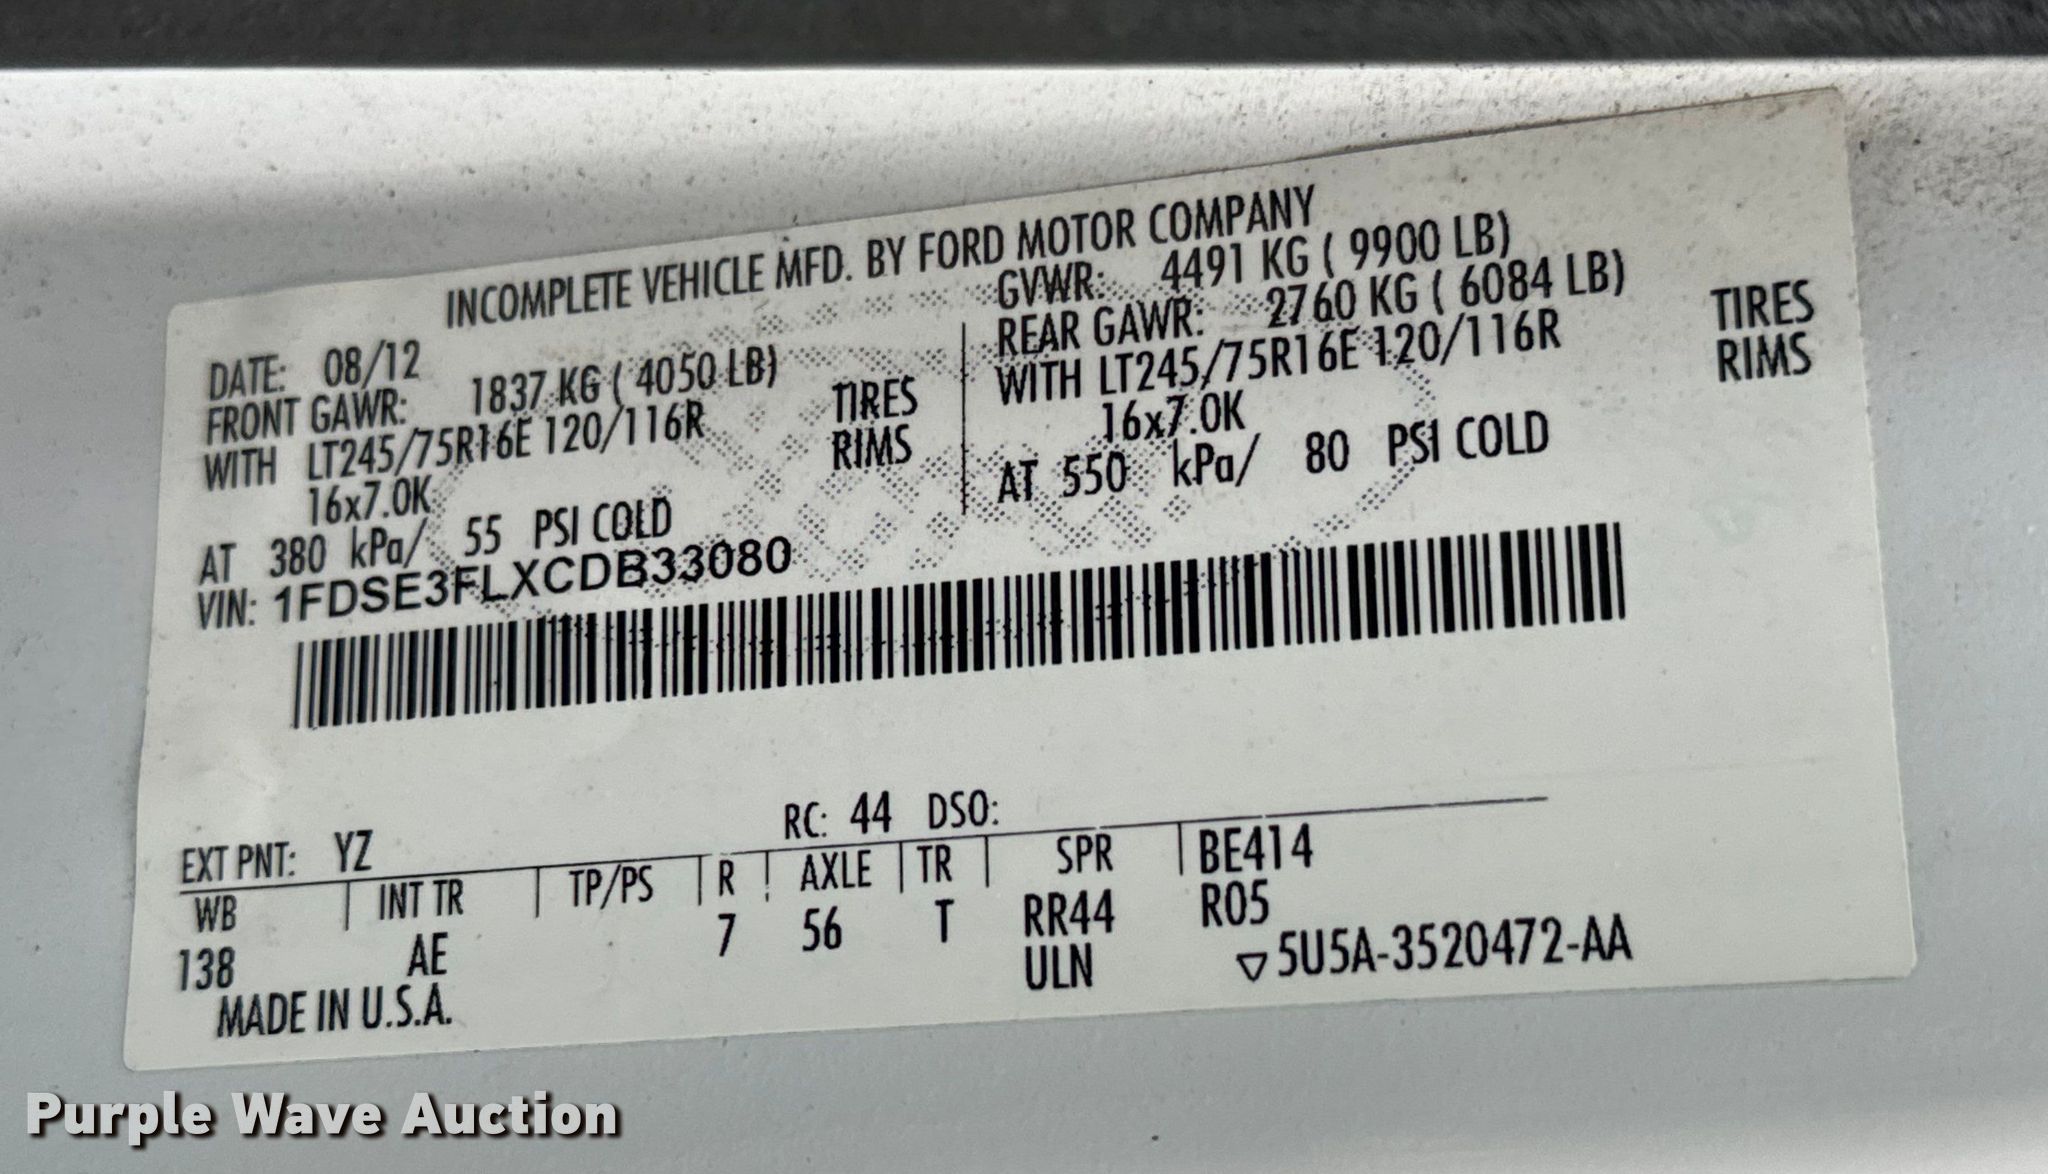 INCOMPLETE VEHICLE MFD. BY FORD MOTOR COMPANY
DATE: 08/12
GVWR: 4491 KG ( 9900 LB)
FRONT GAWR: 1837 KG ( 4050 LB)
REAR GAWR: 2760 KG ( 6084 LB)
WITH LT245/75R16E 120/116R TIRES
WITH LT245/75R16E 120/116R TIRES
16x7.0K RIMS
16x7.0K RIMS
AT 380 kPa/ 55 PSI COLD
AT 550 kPa/ 80 PSI COLD
VIN: 1FDSE3FLXCDB33080
RC: 44 DSO:
EXT PNT: YZ
WB INT TR TP/PS R AXLE TR SPR BE414
138 AE 7 56 T RR44 R05
ULN ▽5U5A-3520472-AA
MADE IN U.S.A.
Purple Wave Auction